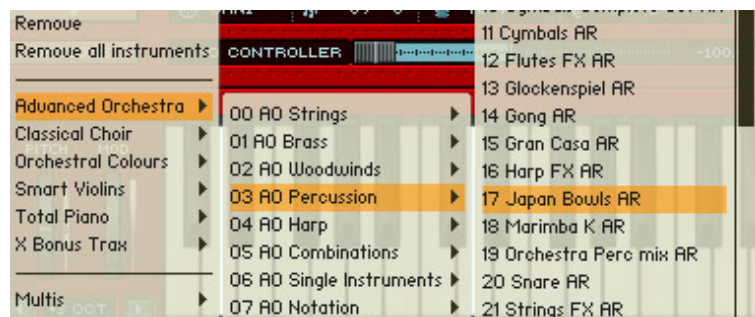 Remove
Remove all instruments
CONTROLLER
-100
Advanced Orchestra
Classical Choir
Orchestral Colours
Smart Violins
Total Piano
X Bonus Trax
Multis
PITCH MOD
00 AO Strings
01 AO Brass
02 AO Woodwinds
03 AO Percussion
04 AO Harp
05 AO Combinations
06 AO Single Instruments
07 AO Notation
11 Cymbals AR
12 Flutes FX AR
13 Glockenspiel AR
14 Gong AR
15 Gran Casa AR
16 Harp FX AR
17 Japan Bowls AR
18 Marimba K AR
19 Orchestra Perc mix AR
20 Snare AR
21 Strings FX AR